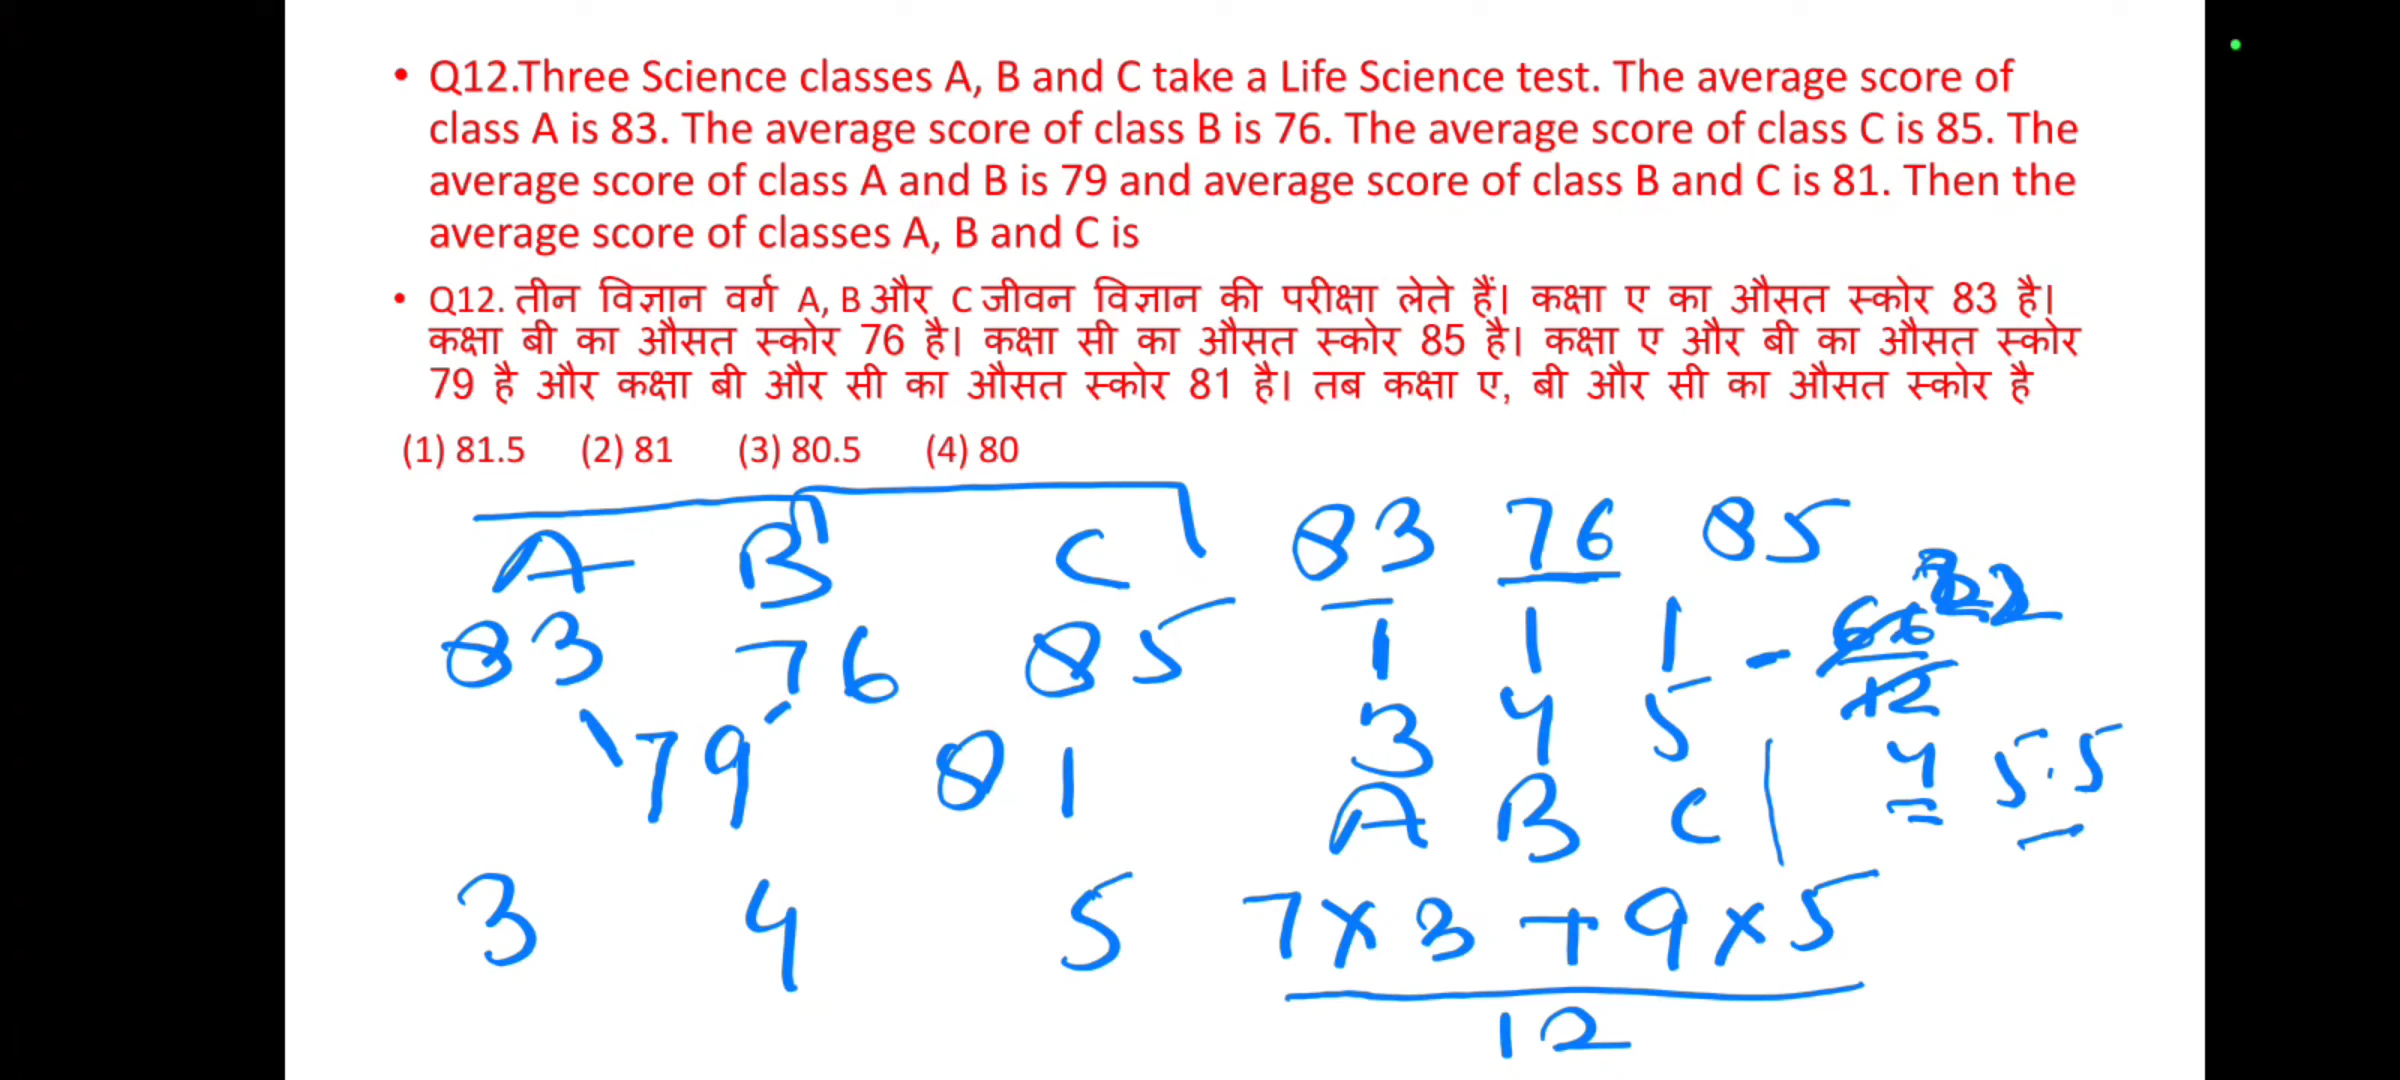 • Q12.Three Science classes A, B and C take a Life Science test. The average score of
class A is 83. The average score of class B is 76. The average score of class C is 85. The
average score of class A and B is 79 and average score of class B and C is 81. Then the
average score of classes A, B and C is
• Q12. तीन विज्ञान वर्ग A, B और C जीवन विज्ञान की परीक्षा लेते हैं। कक्षा ए का औसत स्कोर 83 है।
कक्षा बी का औसत स्कोर 76 है। कक्षा सी का औसत स्कोर 85 है। कक्षा ए और बी का औसत स्कोर
79 है और कक्षा बी और सी का औसत स्कोर 81 है। तब कक्षा ए, बी और सी का औसत स्कोर है
(1) 81.5 (2) 81 (3) 80.5 (4) 80
A B C
83 76 85
79 81
3 4 5
83 76 85
1 1 1 - 66 22
12
3 4 5 4 5.5
A B C
7 × 3 + 9 × 5
12